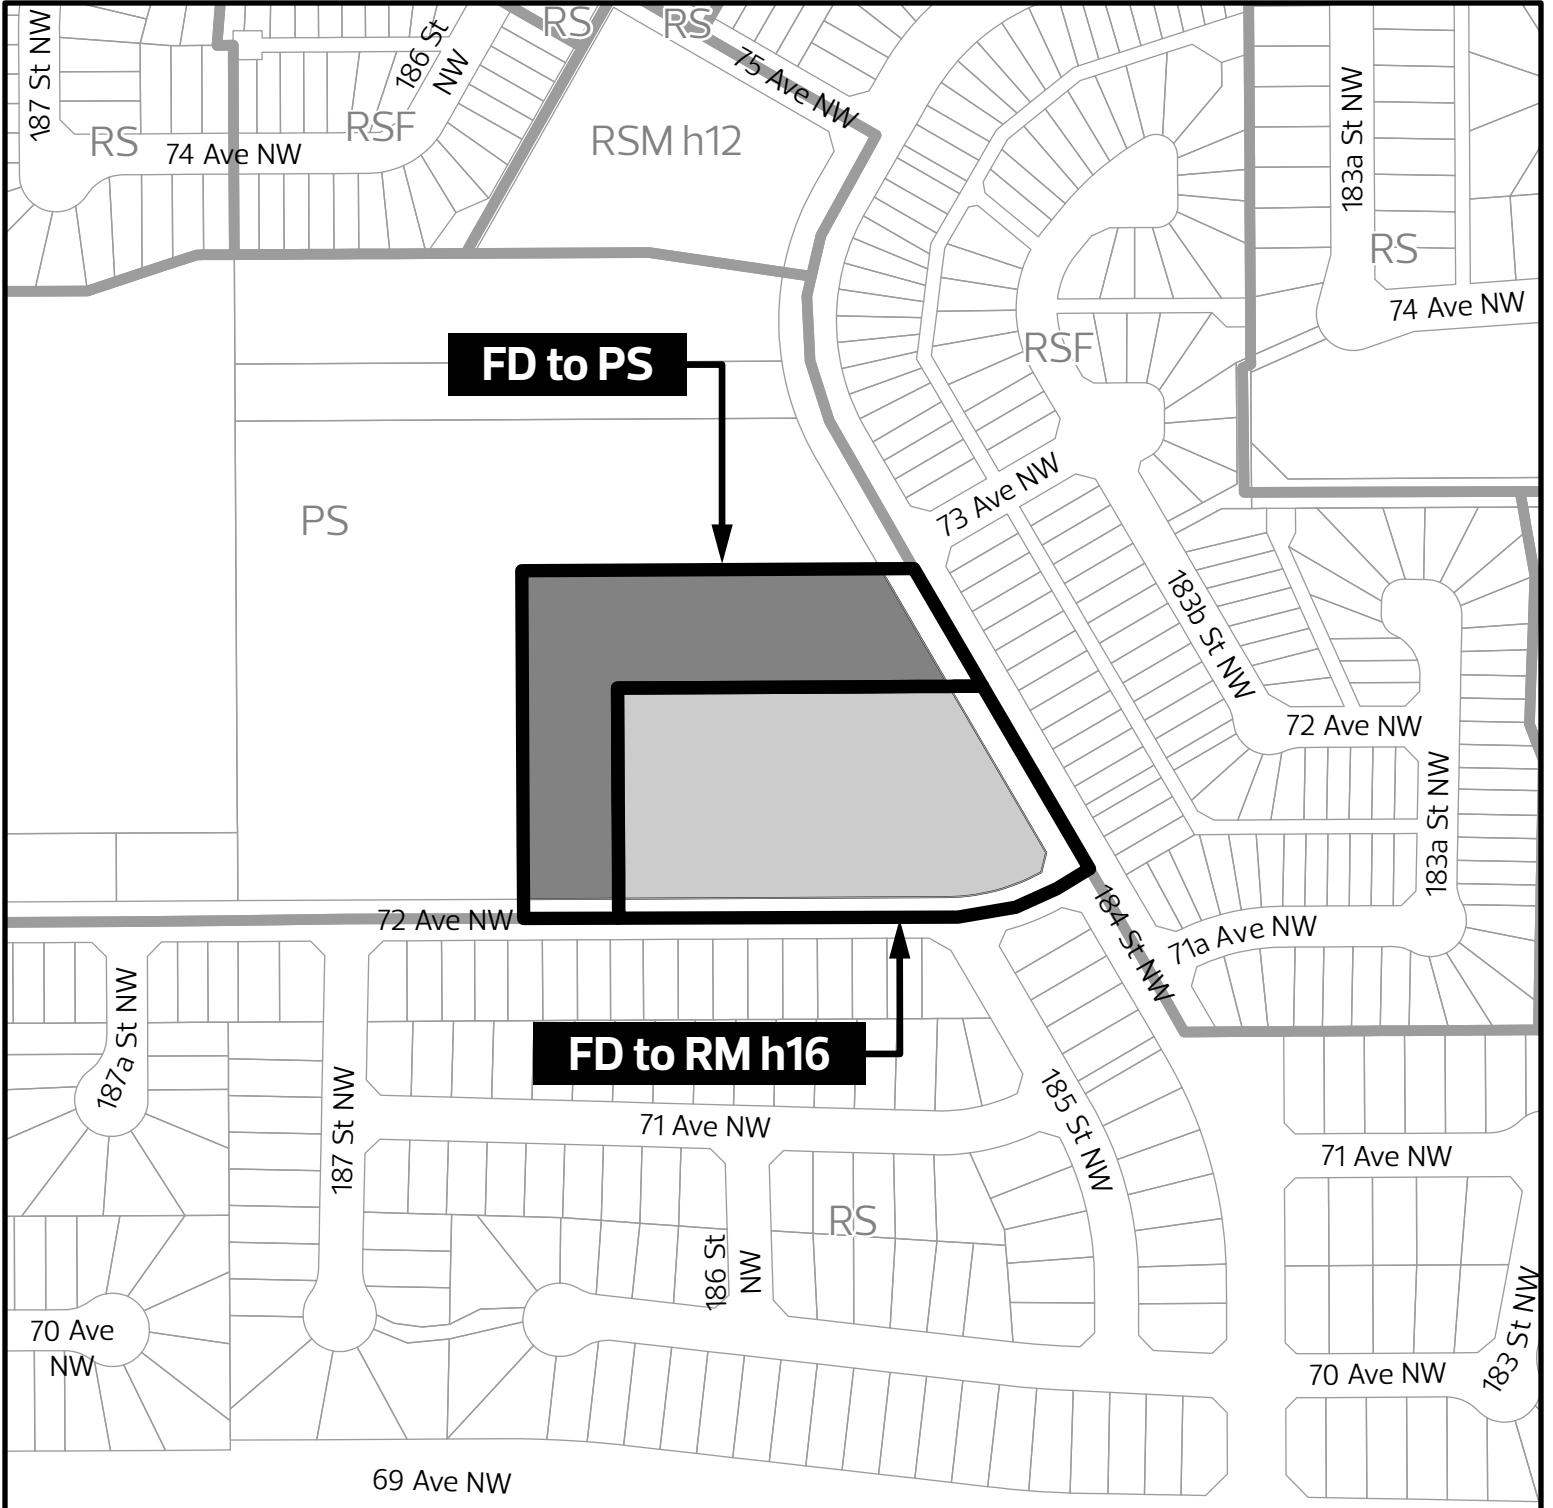 RS
RS
187 St NW
186 St
NW
75 Ave NW
183a St NW
RS
RSF
RSM h12
74 Ave NW
RS
74 Ave NW
FD to PS
RSF
73 Ave NW
PS
183b St NW
72 Ave NW
183a St NW
72 Ave NW
184 St NW
71a Ave NW
187a St NW
FD to RM h16
187 St NW
71 Ave NW
185 St NW
71 Ave NW
RS
186 St
NW
70 Ave
NW
70 Ave NW
183 St NW
69 Ave NW